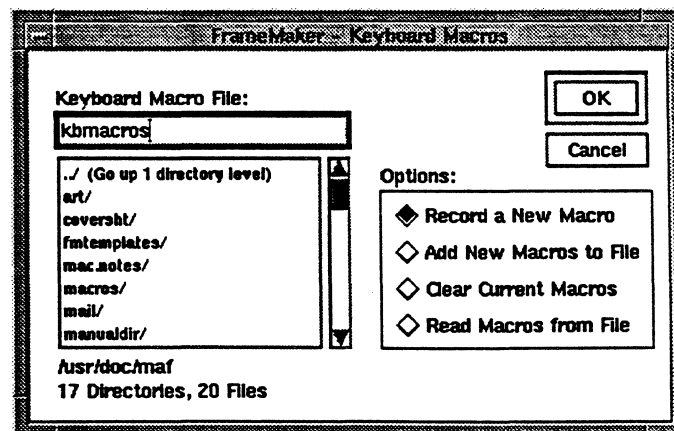 FrameMaker - Keyboard Macros
Keyboard Macro File:
kbmacros
OK
Cancel
../ (Go up 1 directory level)
art/
coversht/
fmtemplates/
mac.notes/
macros/
mail/
manualdir/
Options:
Record a New Macro
Add New Macros to File
Clear Current Macros
Read Macros from File
/usr/doc/maf
17 Directories, 20 Files